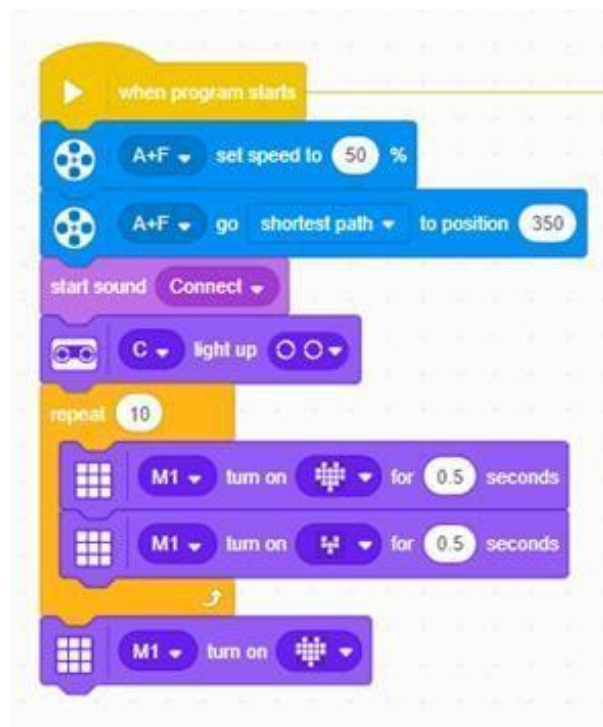 when program starts
A+F set speed to 50 %
A+F go shortest path to position 350
start sound Connect
C light up
repeat 10
M1 turn on for 0.5 seconds
M1 turn on for 0.5 seconds
M1 turn on